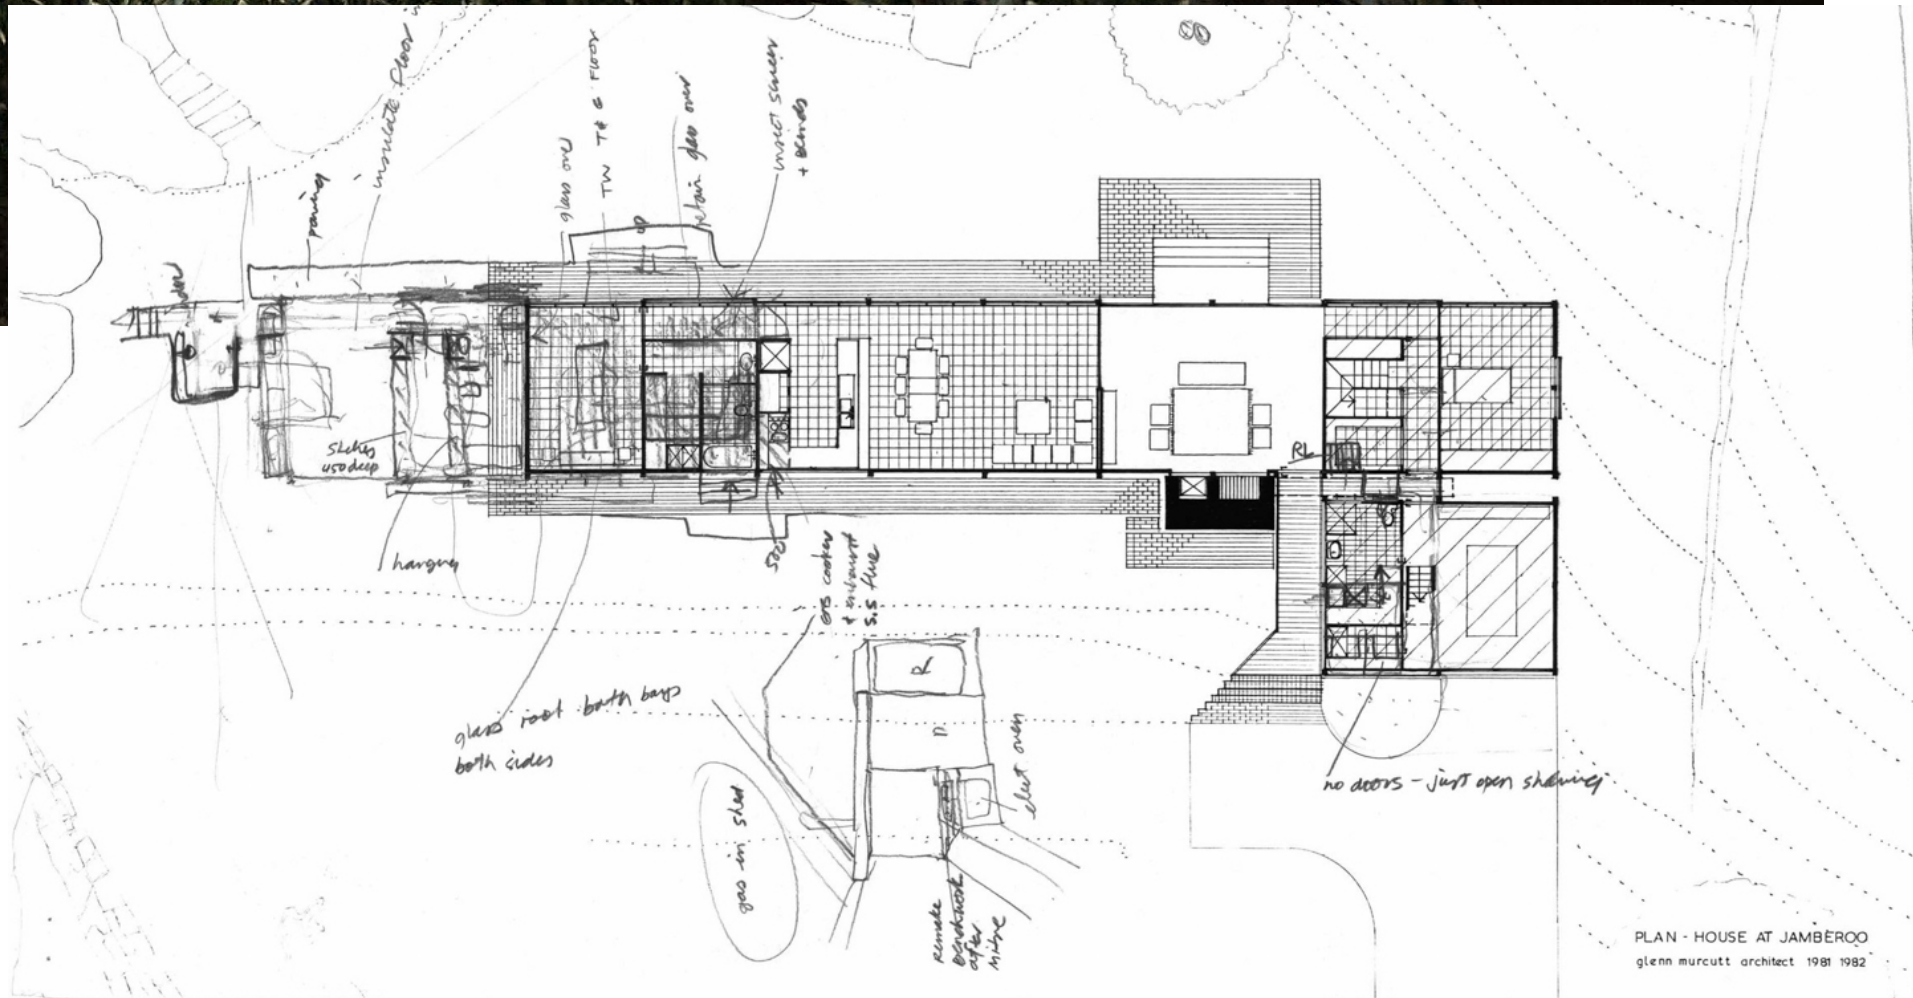 insulate floor
paving
glass over
TW T & G FLOOR
retain glass over
insect screen
+ blinds
up
under
450 deep
hanging
glass roof both bays
both sides
500
gas cooker
+ exhaust
S.S flue
elect oven
gas in shed
Remake
benchwork
after
RL
no doors - just open shelving
PLAN - HOUSE AT JAMBEROO
glenn murcutt architect 1981 1982